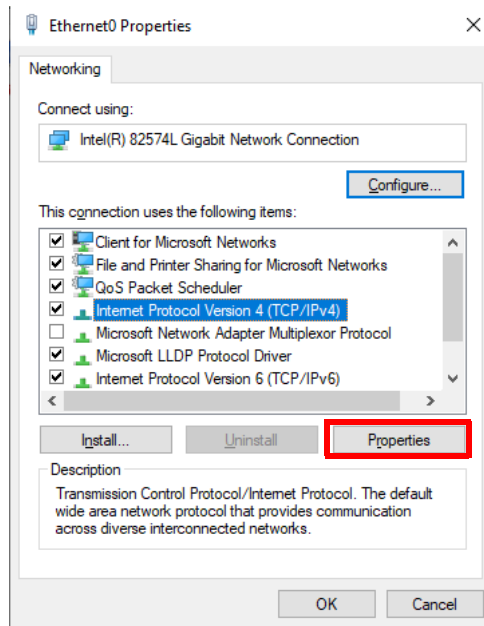 Ethernet0 Properties
Networking
Connect using:
Intel(R) 82574L Gigabit Network Connection
Configure...
This connection uses the following items:
Client for Microsoft Networks
File and Printer Sharing for Microsoft Networks
QoS Packet Scheduler
Internet Protocol Version 4 (TCP/IPv4)
Microsoft Network Adapter Multiplexor Protocol
Microsoft LLDP Protocol Driver
Internet Protocol Version 6 (TCP/IPv6)
Install... Uninstall Properties
Description
Transmission Control Protocol/Internet Protocol. The default
wide area network protocol that provides communication
across diverse interconnected networks.
OK Cancel